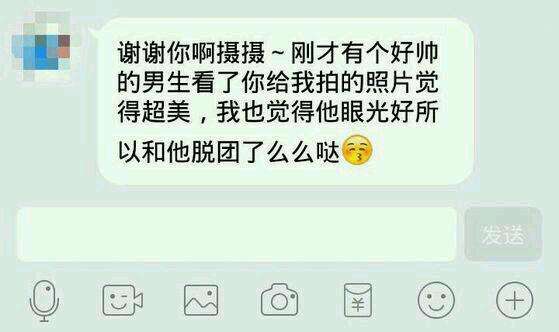 谢谢你啊摄摄～刚才有个好帅
的男生看了你给我拍的照片觉
得超美，我也觉得他眼光好所
以和他脱团了么么哒
发送
¥